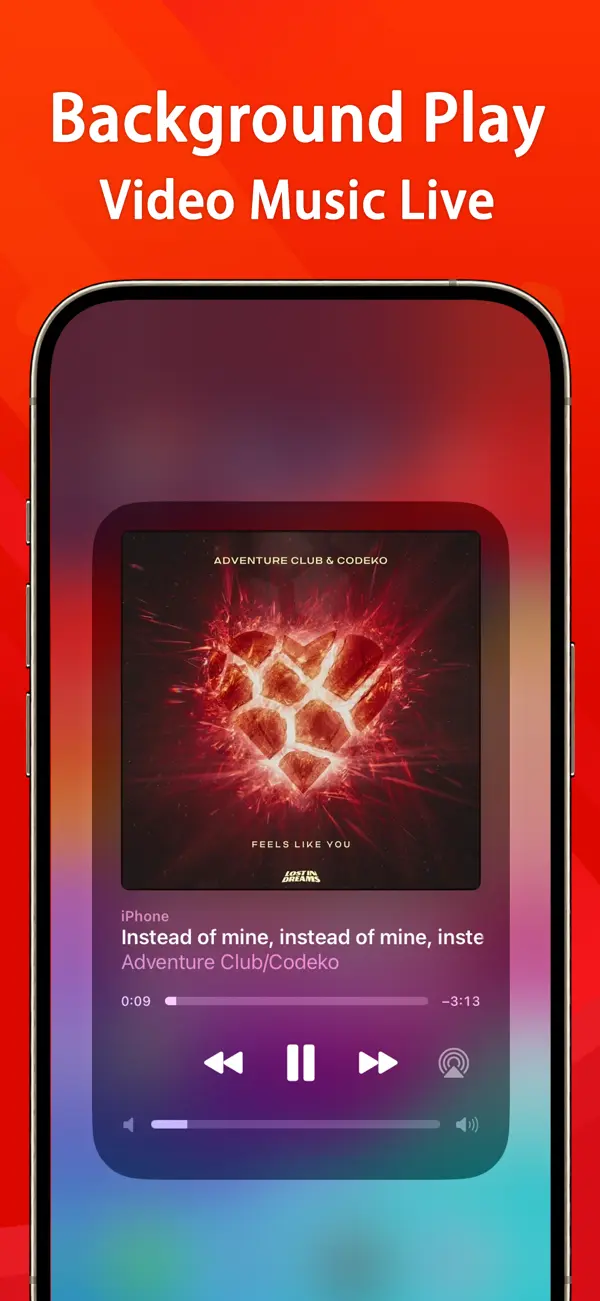 Background Play
Video Music Live
ADVENTURE CLUB & CODEKO
FEELS LIKE YOU
LOST IN
DREAMS
iPhone
Instead of mine, instead of mine, inste
Adventure Club/Codeko
0:09 –3:13